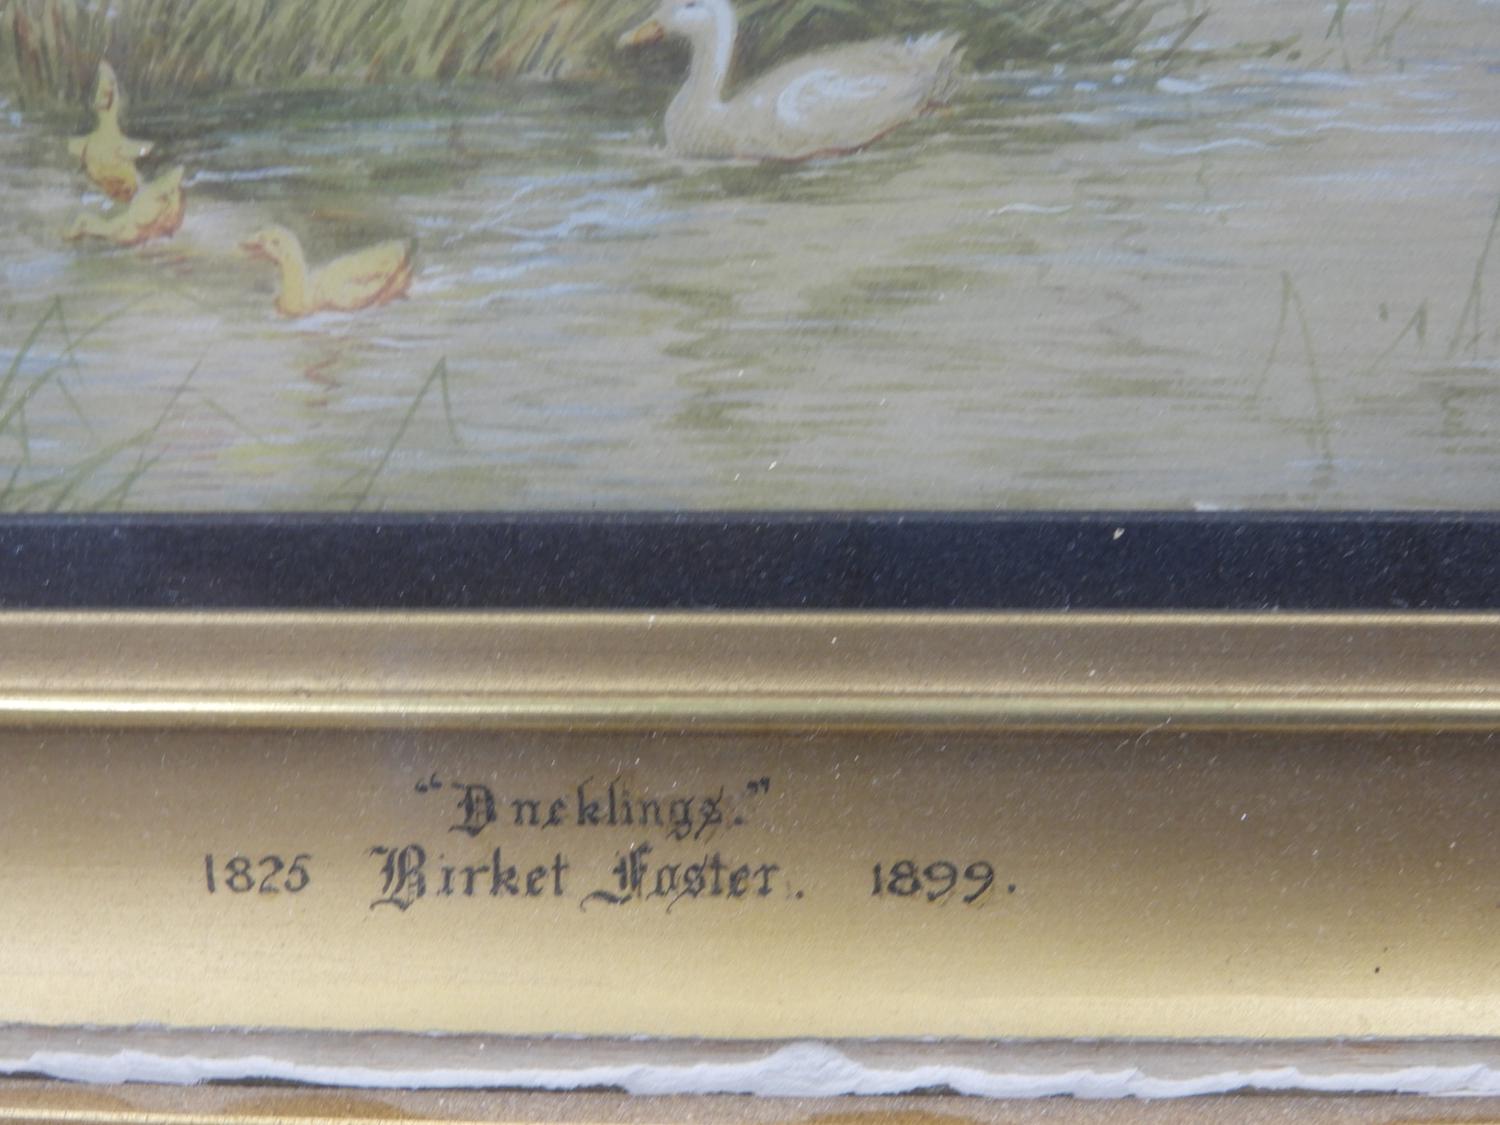 "Ducklings."
1825 Birket Foster. 1899.